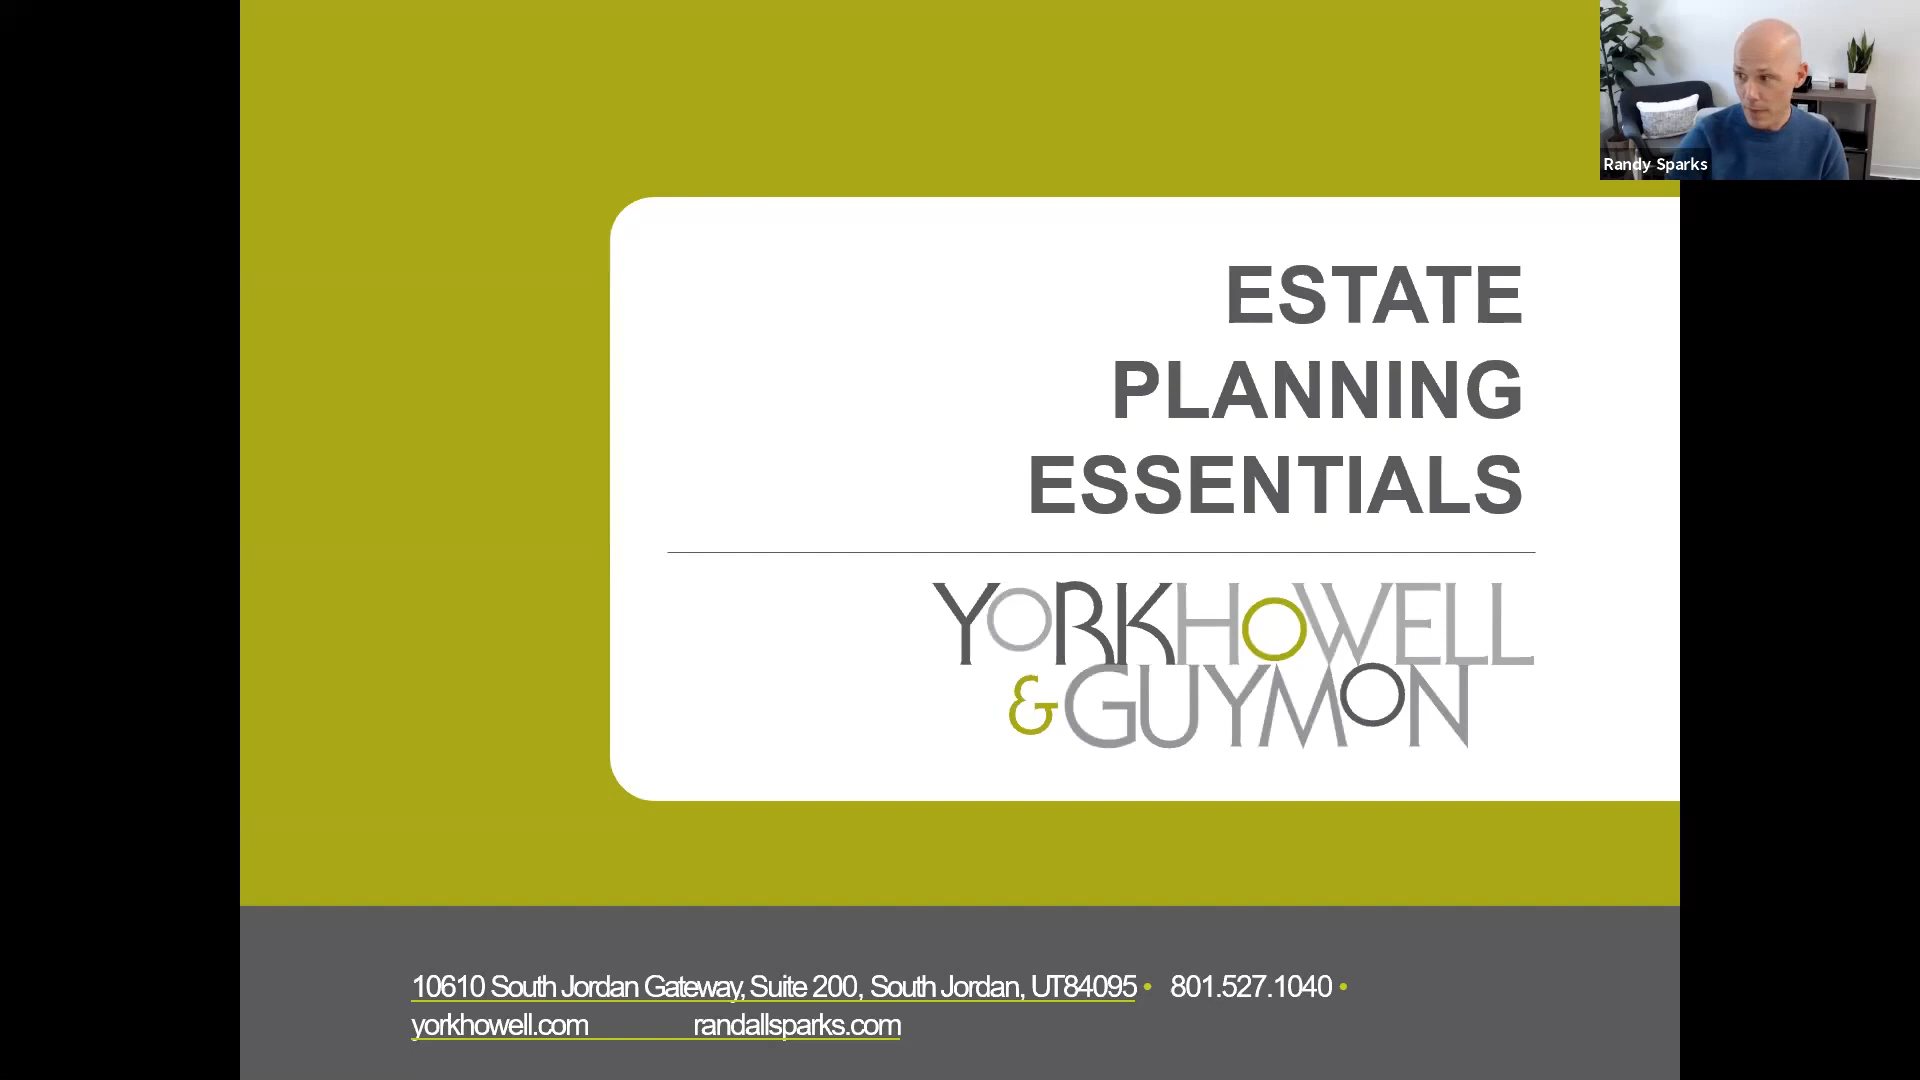 Randy Sparks
ESTATE
PLANNING
ESSENTIALS
YORKHOWELL
&GUYMON
10610 South Jordan Gateway, Suite 200, South Jordan, UT84095 • 801.527.1040 •
yorkhowell.com randallsparks.com